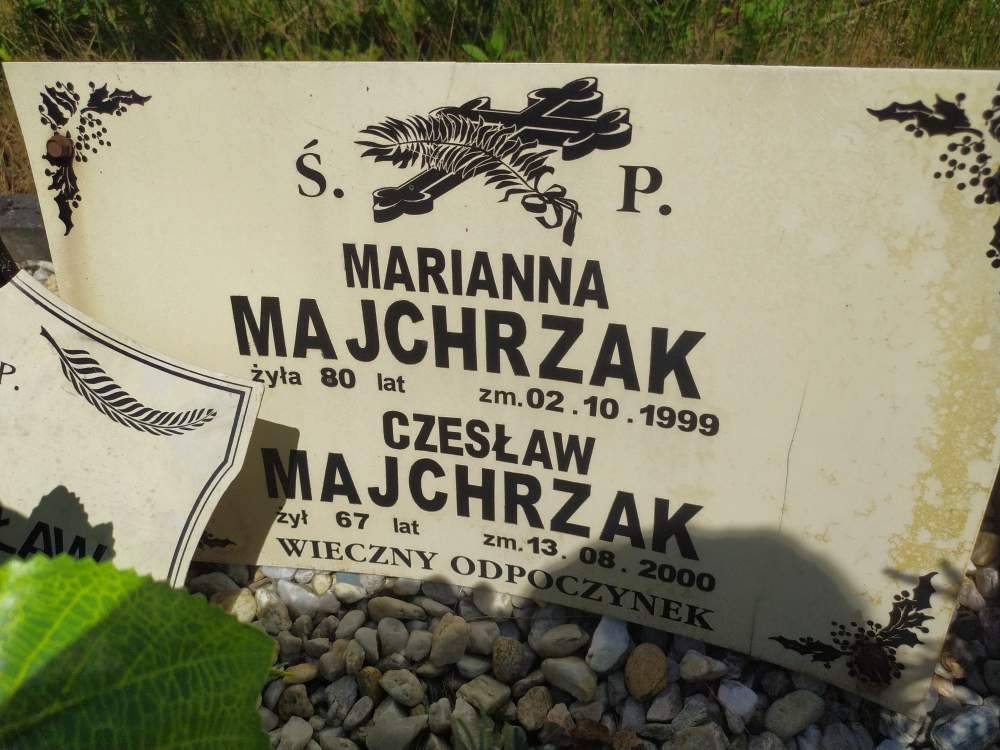 Ś. P.
MARIANNA
MAJCHRZAK
żyła 80 lat zm. 02.10.1999
CZESŁAW
MAJCHRZAK
żył 67 lat zm. 13.08.2000
WIECZNY ODPOCZYNEK
P.